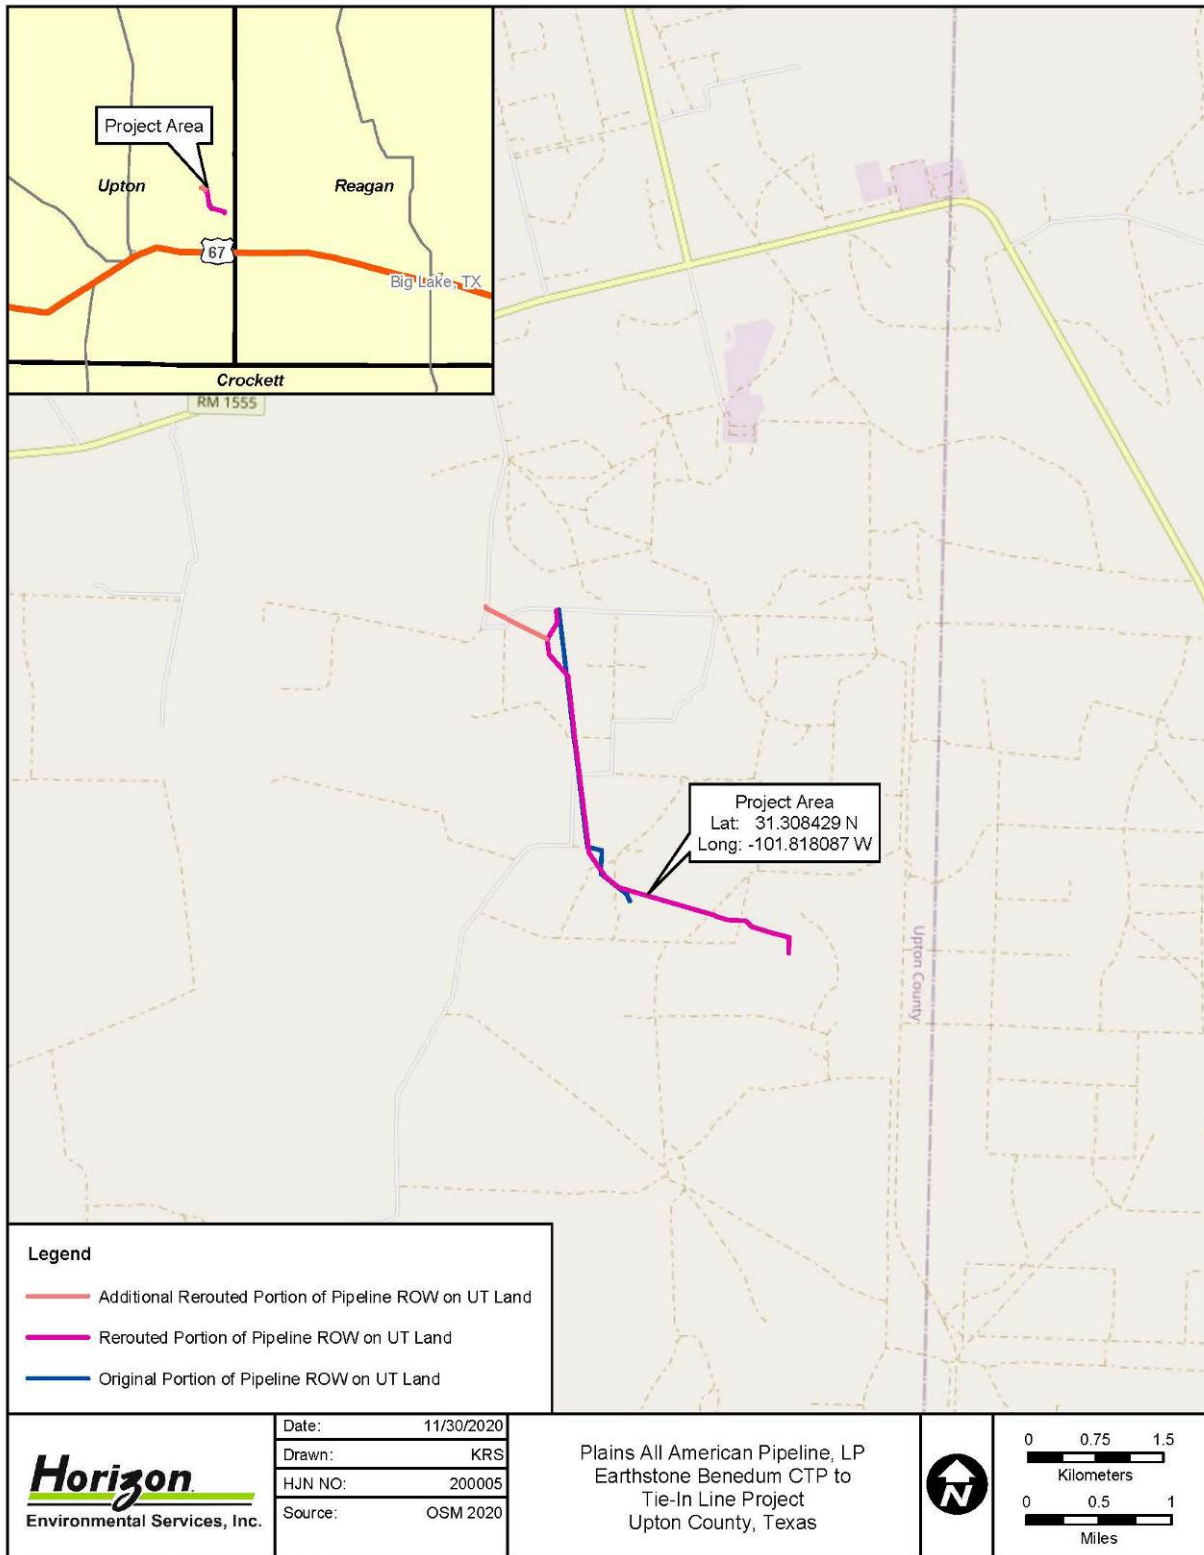 Project Area
Upton
Reagan
67
Big Lake, TX
Crockett
RM 1555
Project Area
Lat: 31.308429 N
Long: -101.818087 W
Upton County
Legend
Additional Rerouted Portion of Pipeline ROW on UT Land
Rerouted Portion of Pipeline ROW on UT Land
Original Portion of Pipeline ROW on UT Land
Horizon
Environmental Services, Inc.
Date: 11/30/2020
Drawn: KRS
HJN NO: 200005
Source: OSM 2020
Plains All American Pipeline, LP
Earthstone Benedum CTP to
Tie-In Line Project
Upton County, Texas
N
0 0.75 1.5
Kilometers
0 0.5 1
Miles